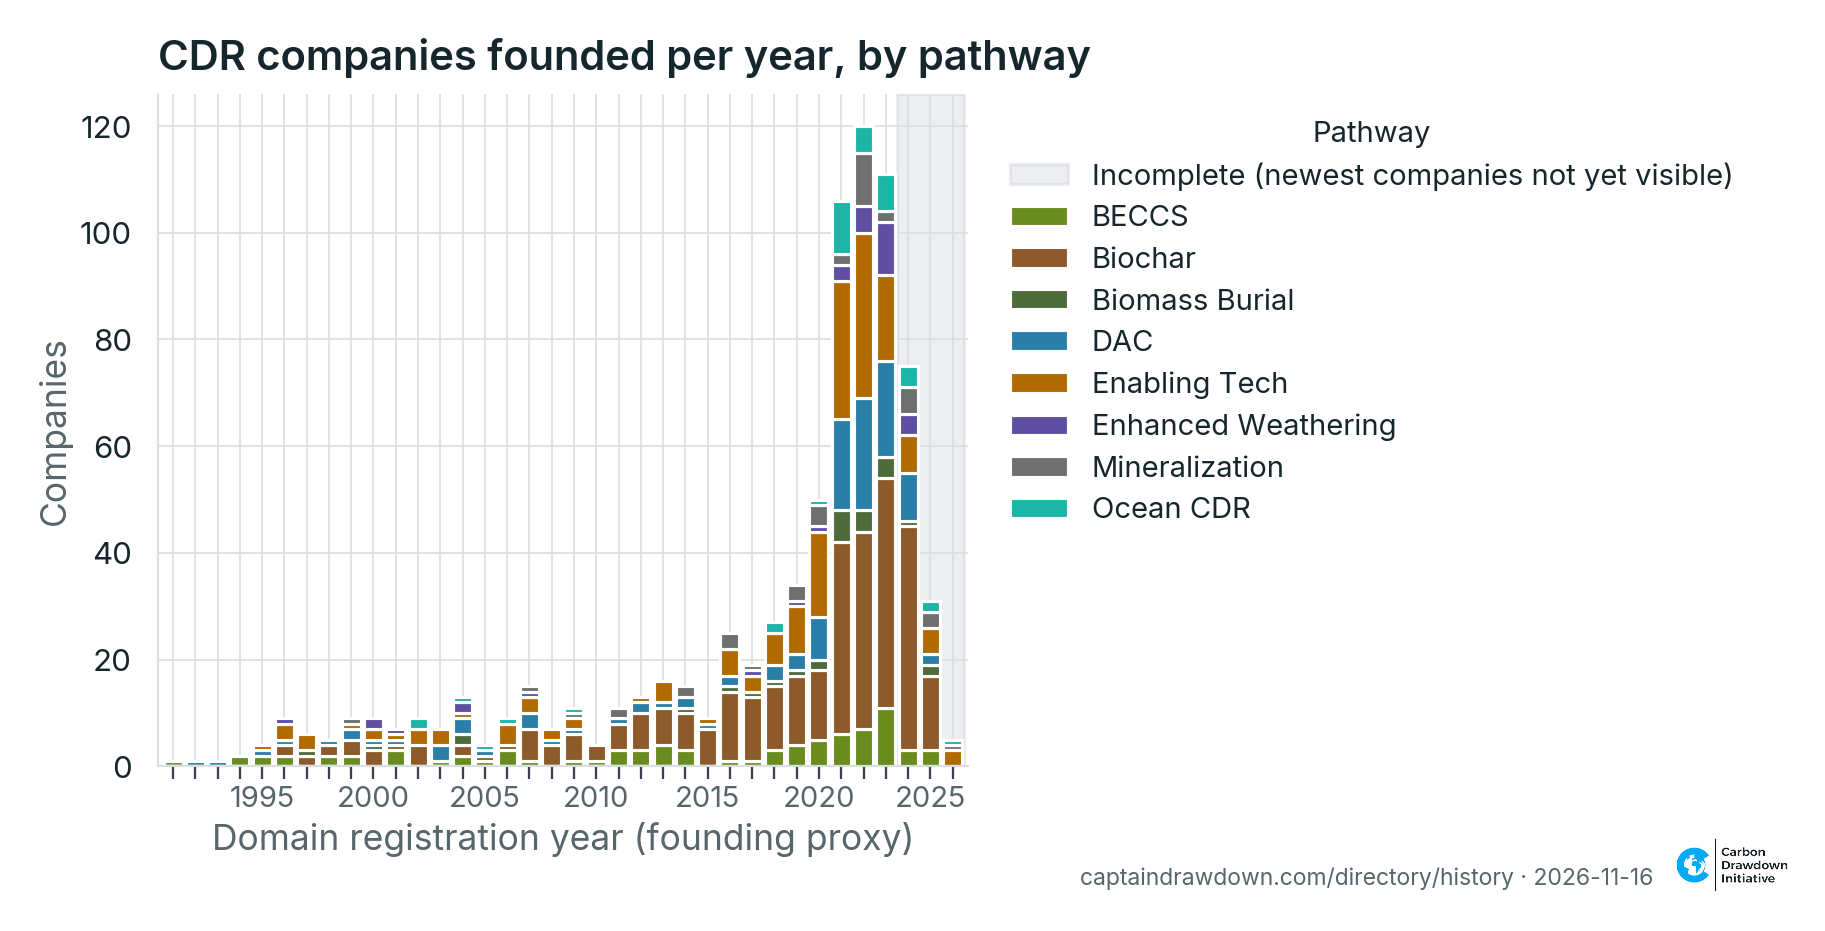 CDR companies founded per year, by pathway
Companies
120
100
80
60
40
20
0
1995 2000 2005 2010 2015 2020 2025
Domain registration year (founding proxy)
Pathway
Incomplete (newest companies not yet visible)
BECCS
Biochar
Biomass Burial
DAC
Enabling Tech
Enhanced Weathering
Mineralization
Ocean CDR
captaindrawdown.com/directory/history · 2026-11-16
Carbon
Drawdown
Initiative